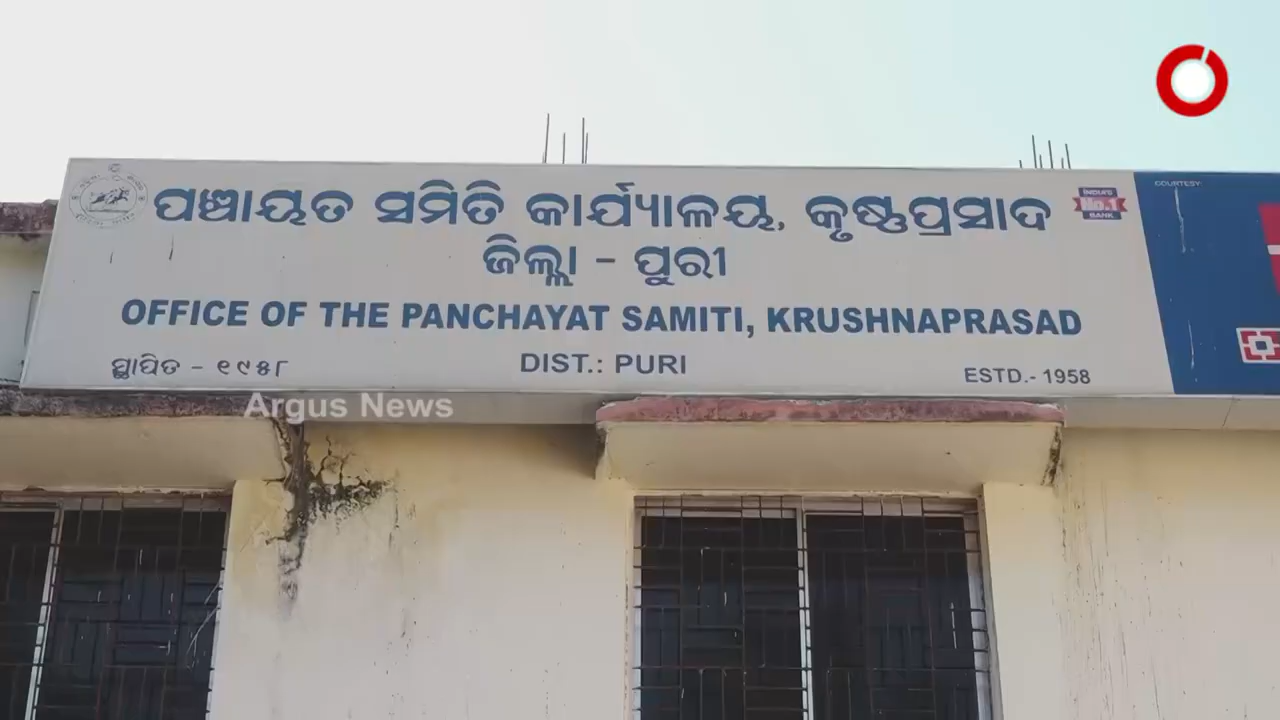 ପଞ୍ଚାୟତ ସମିତି କାର୍ଯ୍ୟାଳୟ, କୃଷ୍ଣପ୍ରସାଦ
INDIA'S
No.1
BANK
COURTESY
ଜିଲ୍ଲା - ପୁରୀ
OFFICE OF THE PANCHAYAT SAMITI, KRUSHNAPRASAD
ସ୍ଥାପିତ - ୧୯୫୮
DIST.: PURI
ESTD.- 1958
Argus News